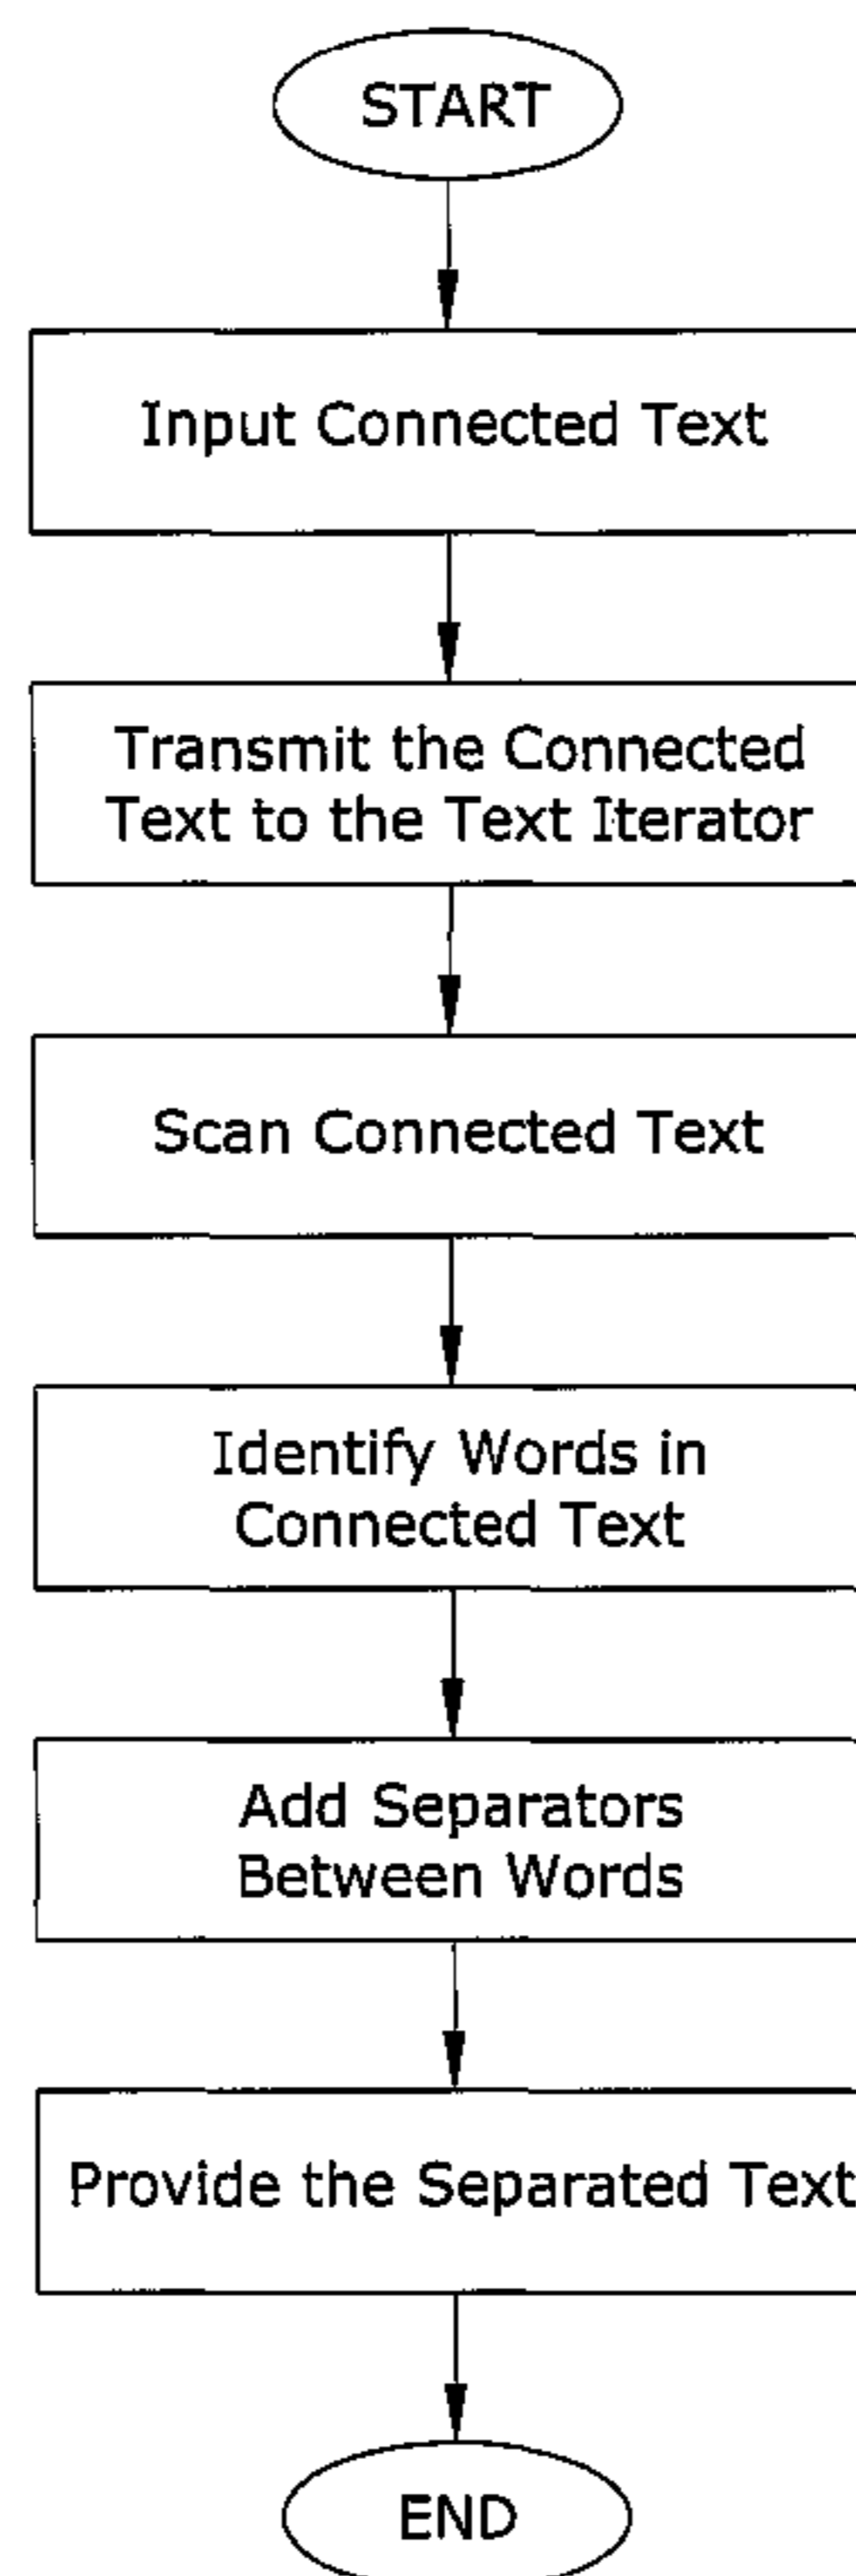 START
Input Connected Text
Transmit the Connected
Text to the Text Iterator
Scan Connected Text
Identify Words in
Connected Text
Add Separators
Between Words
Provide the Separated Text
END